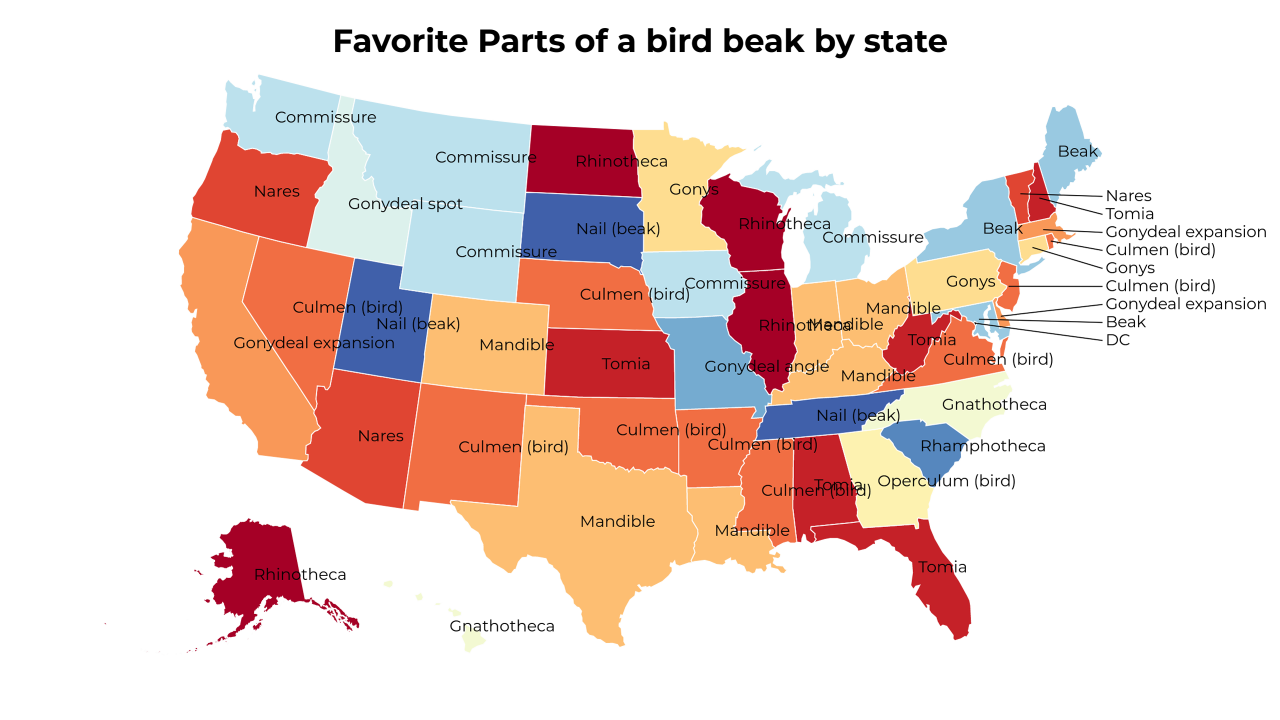 Favorite Parts of a bird beak by state
Commissure
Beak
Commissure
Rhinotheca
Gonys
Nares
Nares
Gonydeal spot
Tomia
Rhinotheca
Nail (beak)
Beak
Gonydeal expansion
Commissure
Culmen (bird)
Commissure
Gonys
Commissure
Gonys
Culmen (bird)
Culmen (bird)
Culmen (bird)
Gonydeal expansion
Mandible
Nail (beak)
Rhinotheca
Mandible
Beak
Gonydeal expansion
Mandible
Tomia
DC
Culmen (bird)
Tomia
Gonydeal angle
Mandible
Gnathotheca
Nail (beak)
Nares
Culmen (bird)
Culmen (bird)
Culmen (bird)
Rhamphotheca
Operculum (bird)
Tomia
Culmen (bird)
Mandible
Mandible
Tomia
Rhinotheca
Gnathotheca